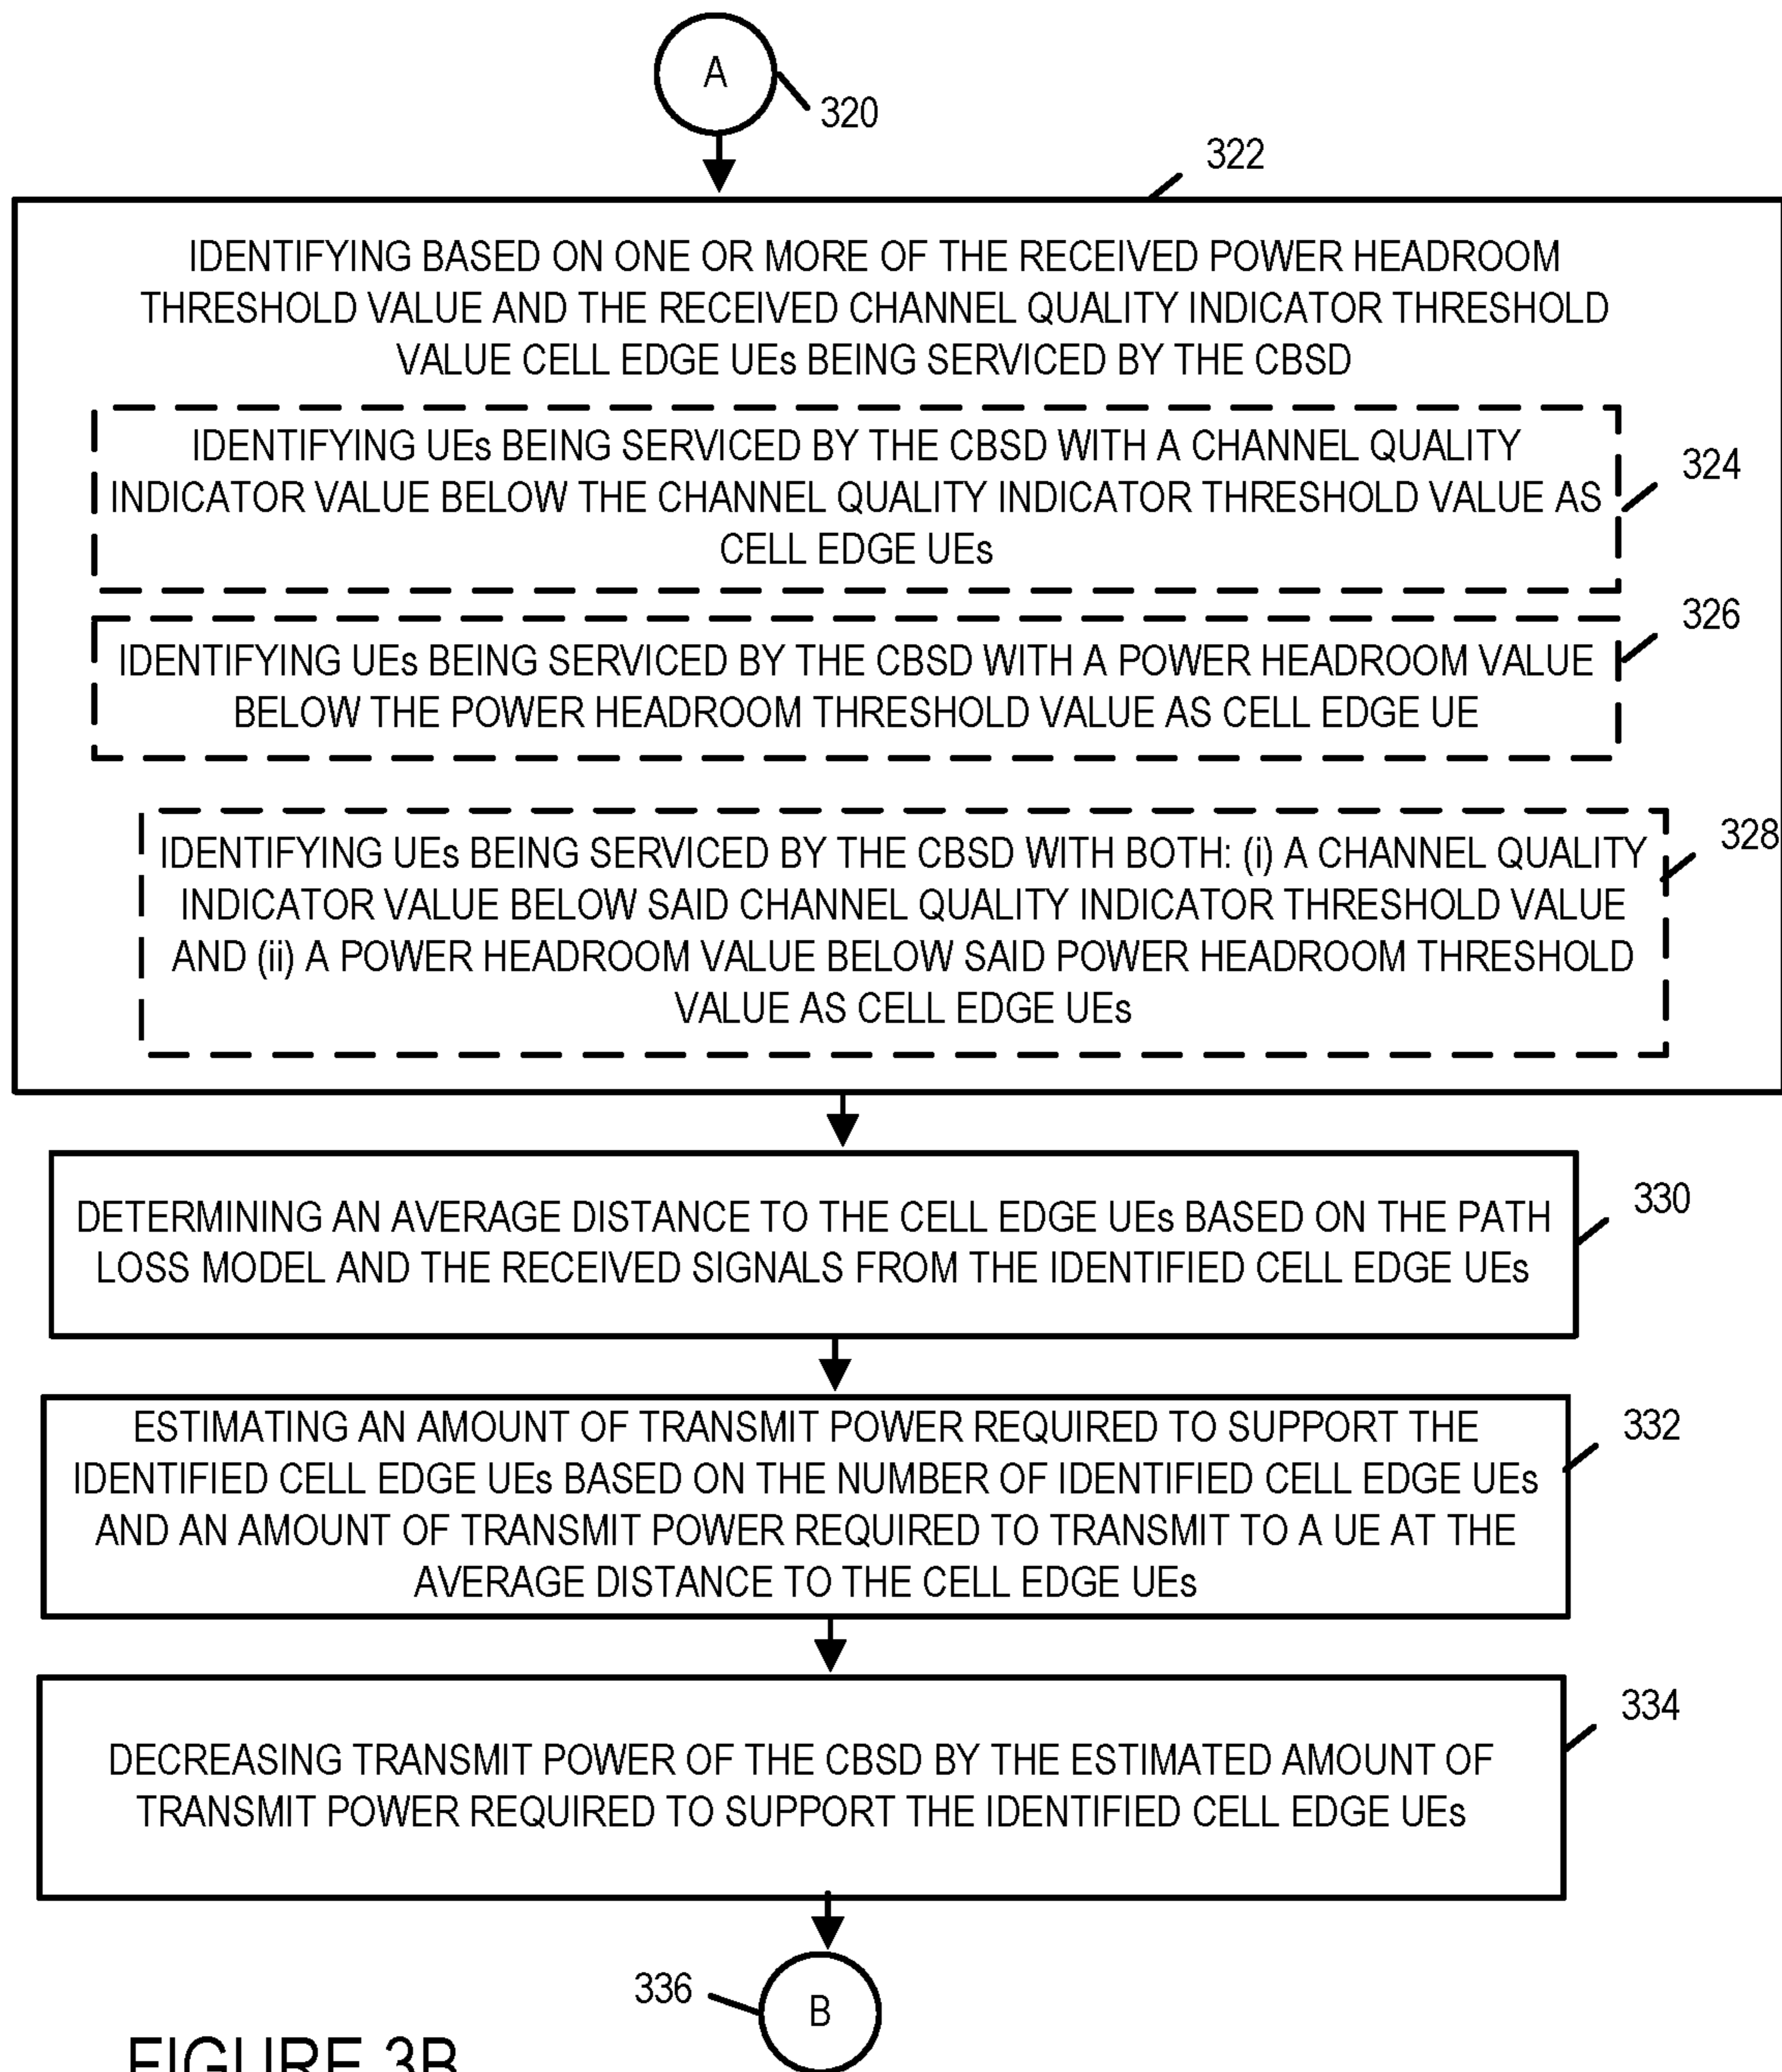 A
320
322
IDENTIFYING BASED ON ONE OR MORE OF THE RECEIVED POWER HEADROOM
THRESHOLD VALUE AND THE RECEIVED CHANNEL QUALITY INDICATOR THRESHOLD
VALUE CELL EDGE UEs BEING SERVICED BY THE CBSD
IDENTIFYING UEs BEING SERVICED BY THE CBSD WITH A CHANNEL QUALITY
INDICATOR VALUE BELOW THE CHANNEL QUALITY INDICATOR THRESHOLD VALUE AS
CELL EDGE UEs
324
IDENTIFYING UEs BEING SERVICED BY THE CBSD WITH A POWER HEADROOM VALUE
BELOW THE POWER HEADROOM THRESHOLD VALUE AS CELL EDGE UE
326
IDENTIFYING UEs BEING SERVICED BY THE CBSD WITH BOTH: (i) A CHANNEL QUALITY
INDICATOR VALUE BELOW SAID CHANNEL QUALITY INDICATOR THRESHOLD VALUE
AND (ii) A POWER HEADROOM VALUE BELOW SAID POWER HEADROOM THRESHOLD
VALUE AS CELL EDGE UEs
328
DETERMINING AN AVERAGE DISTANCE TO THE CELL EDGE UEs BASED ON THE PATH
LOSS MODEL AND THE RECEIVED SIGNALS FROM THE IDENTIFIED CELL EDGE UEs
330
ESTIMATING AN AMOUNT OF TRANSMIT POWER REQUIRED TO SUPPORT THE
IDENTIFIED CELL EDGE UEs BASED ON THE NUMBER OF IDENTIFIED CELL EDGE UEs
AND AN AMOUNT OF TRANSMIT POWER REQUIRED TO TRANSMIT TO A UE AT THE
AVERAGE DISTANCE TO THE CELL EDGE UEs
332
DECREASING TRANSMIT POWER OF THE CBSD BY THE ESTIMATED AMOUNT OF
TRANSMIT POWER REQUIRED TO SUPPORT THE IDENTIFIED CELL EDGE UEs
334
336
B
FIGURE 3B